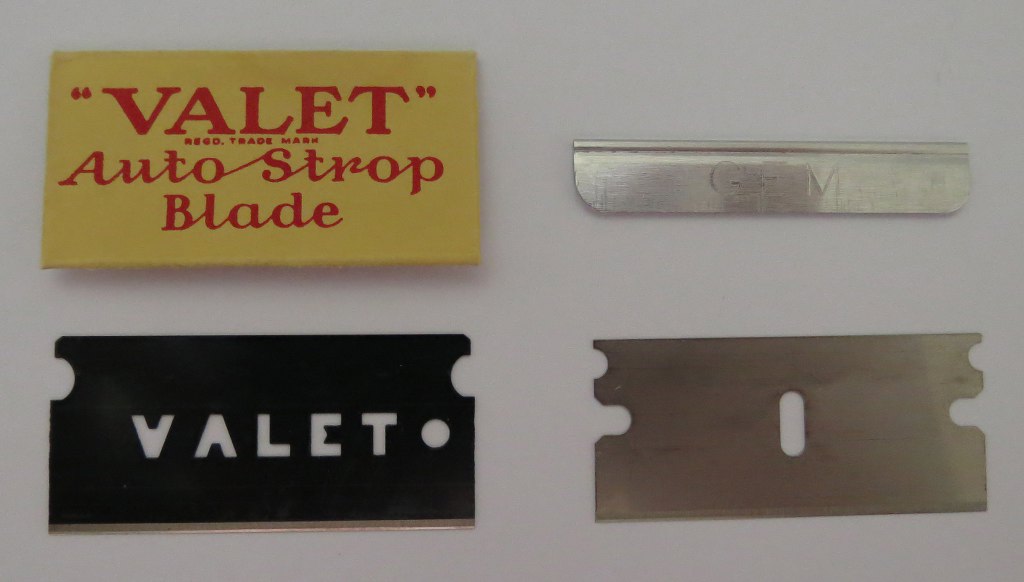 "VALET"
REGD. TRADE MARK
Auto Strop
Blade
GEM
VALET